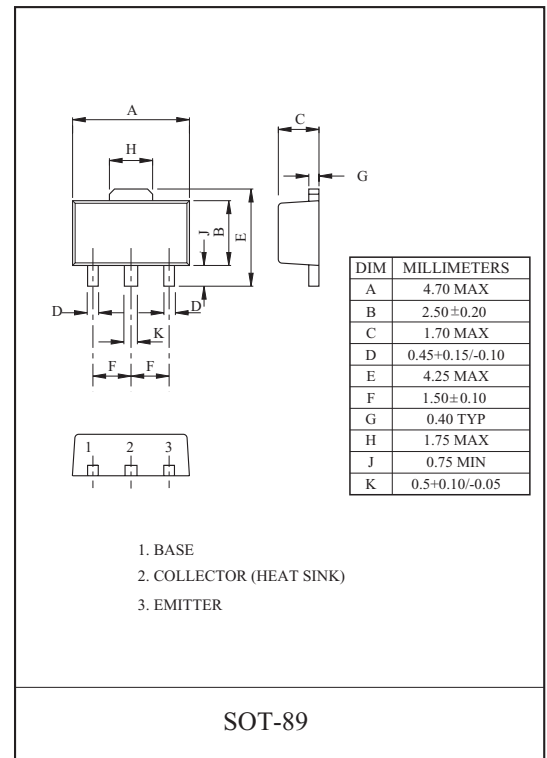 A
H
C
G
J
B
E
D
D
K
F
F
DIM MILLIMETERS
A 4.70 MAX
B 2.50±0.20
C 1.70 MAX
D 0.45+0.15/-0.10
E 4.25 MAX
F 1.50±0.10
G 0.40 TYP
H 1.75 MAX
J 0.75 MIN
K 0.5+0.10/-0.05
1 2 3
1. BASE
2. COLLECTOR (HEAT SINK)
3. EMITTER
SOT-89